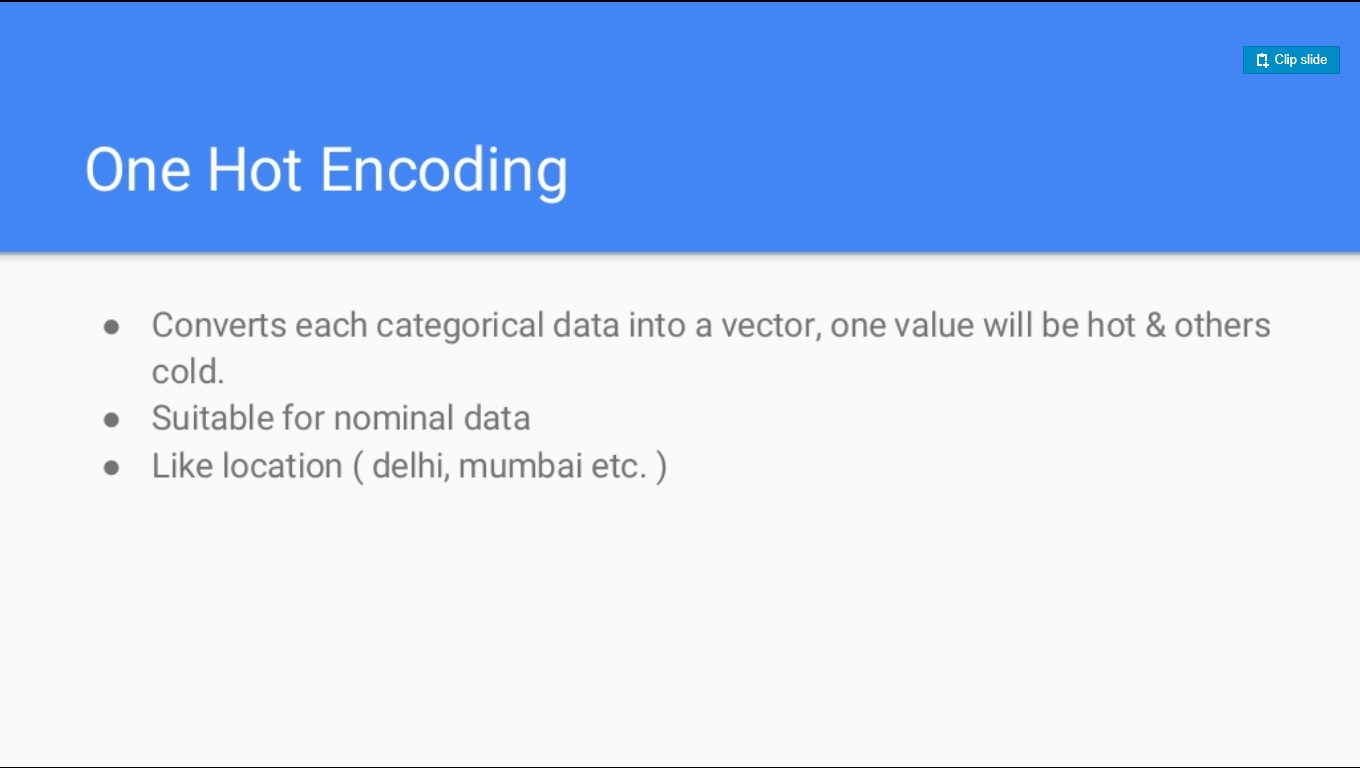 Clip slide
One Hot Encoding
● Converts each categorical data into a vector, one value will be hot & others
cold.
● Suitable for nominal data
● Like location ( delhi, mumbai etc. )